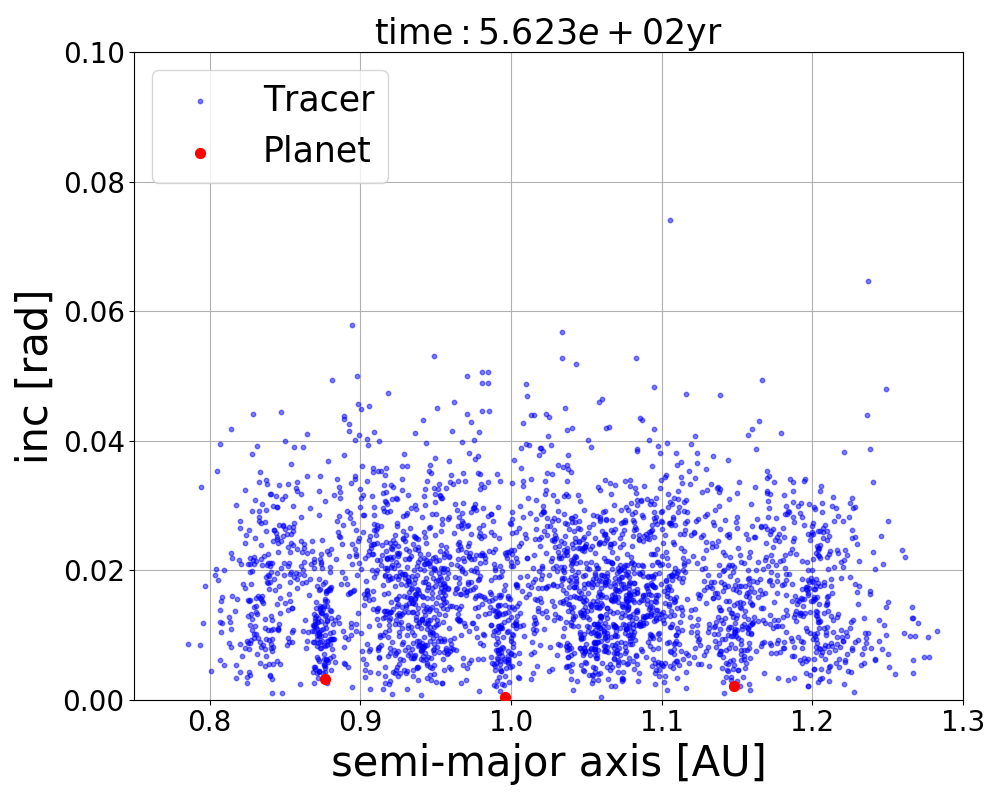 time : 5.623e + 02yr
0.10
0.08
0.06
0.04
0.02
0.00
inc [rad]
Tracer
Planet
0.8 0.9 1.0 1.1 1.2 1.3
semi-major axis [AU]